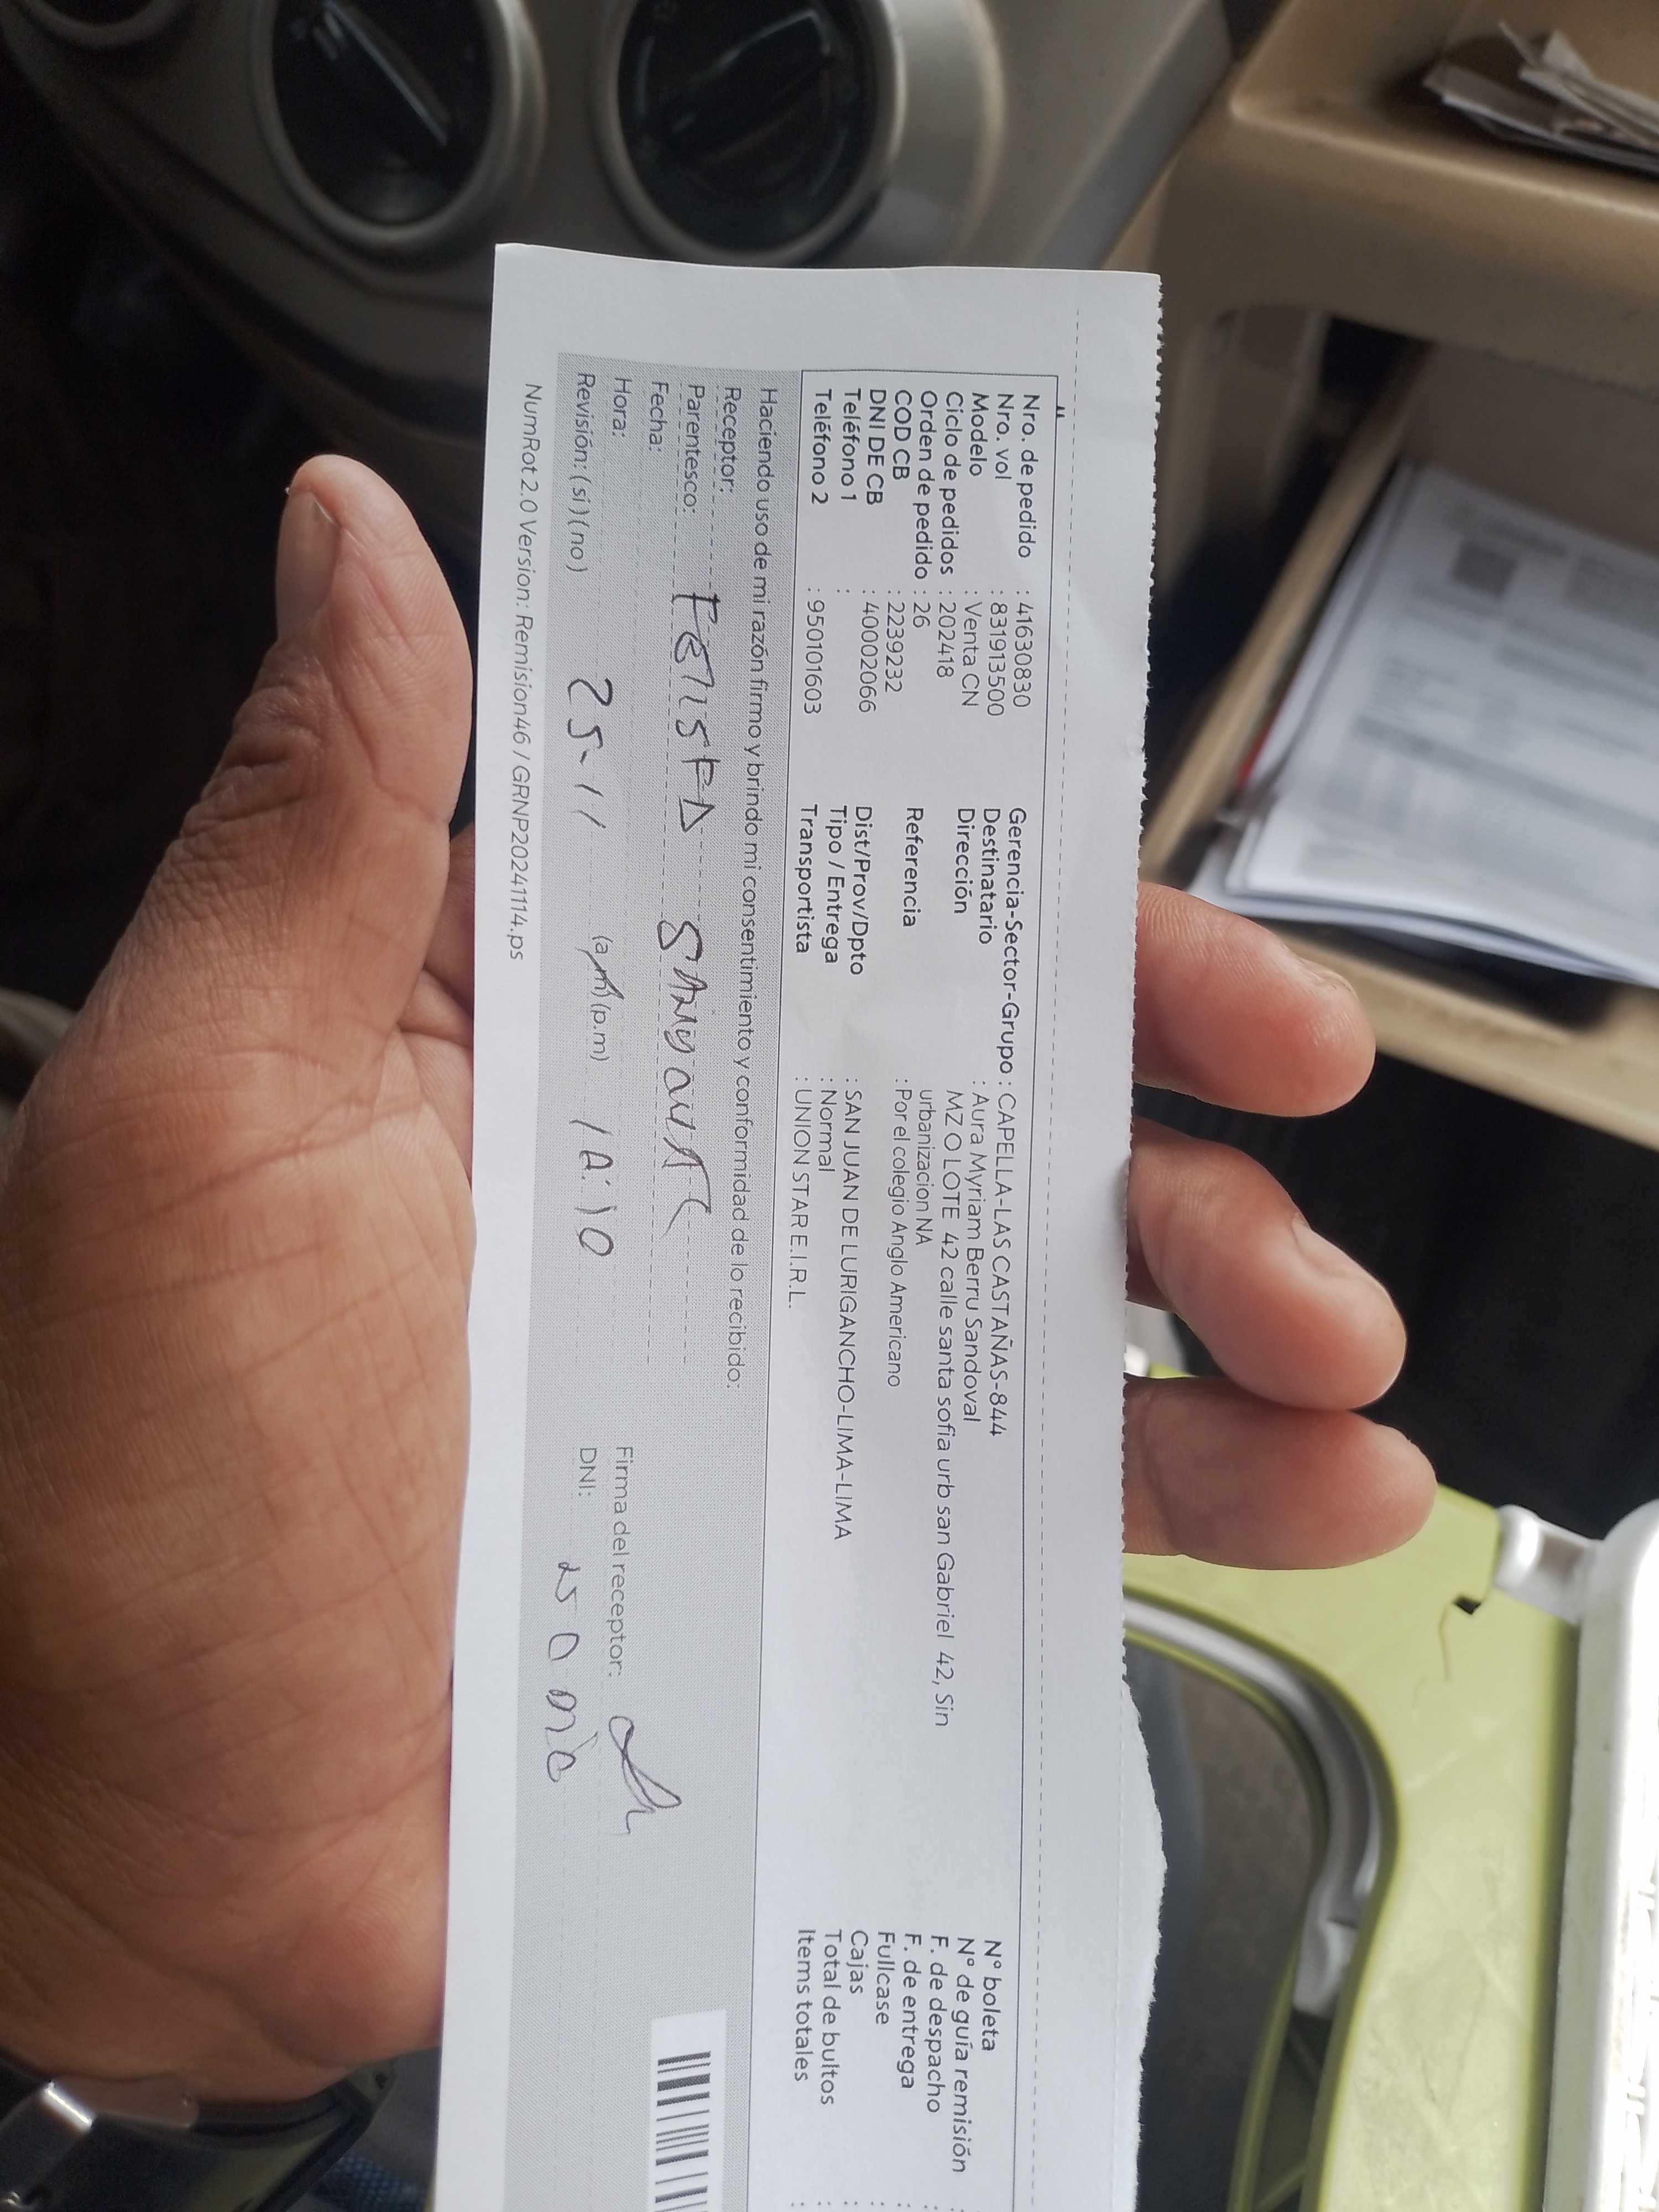 Nro. de pedido : 41630830
Nro. vol : 831913500
Modelo : Venta CN
Ciclo de pedidos : 202418
Orden de pedido : 26
COD CB : 2239232
DNI DE CB : 40002066
Teléfono 1 :
Teléfono 2 : 950101603
Gerencia-Sector-Grupo : CAPELLA-LAS CASTAÑAS-844
Destinatario : Aura Myriam Berru Sandoval
Dirección MZ O LOTE 42 calle santa sofia urb san Gabriel 42, Sin
urbanizacion NA
Referencia : Por el colegio Anglo Americano
Dist/Prov/Dpto : SAN JUAN DE LURIGANCHO-LIMA-LIMA
Tipo / Entrega : Normal
Transportista : UNION STAR E.I.R.L.
N° boleta :
N° de guía remisión :
F. de despacho :
F. de entrega :
Fullcase :
Cajas :
Total de bultos :
Items totales :
Haciendo uso de mi razón firmo y brindo mi consentimiento y conformidad de lo recibido:
Receptor:
Parentesco:
Fecha:
Hora: 25-11 (a.m) (p.m)
Revisión: (si) (no)
Firma del receptor:
DNI:
NumRot 2.0 Version: Remision46 / GRNP20241114.ps